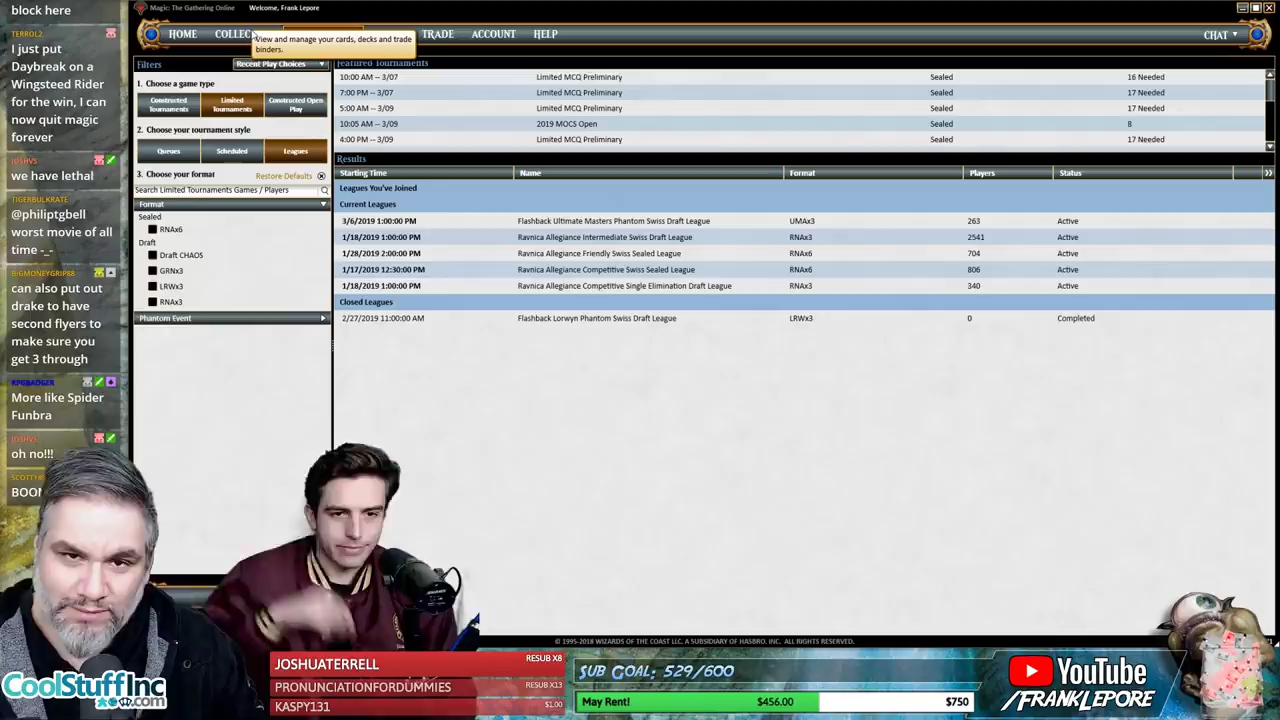 block here
TERROL2
I just put
Daybreak on a
Wingsteed Rider
for the win, I can
now quit magic
forever
JOSHVS
we have lethal
TIGERBULKRATE
@philiptgbell
worst movie of all
time -_-
BIGMONEYGRIP88
can also put out
drake to have
second flyers to
make sure you
get 3 through
RPGBADGER
More like Spider
Funbra
JOSHVS
oh no!!!
BOON
Magic: The Gathering Online
Welcome, Frank Lepore
HOME
COLLEC
TRADE
ACCOUNT
HELP
CHAT
View and manage your cards, decks and trade
binders.
Filters
Recent Play Choices
1. Choose a game type
Constructed Tournaments
Limited Tournaments
Constructed Open Play
2. Choose your tournament style
Queues
Scheduled
Leagues
3. Choose your format
Restore Defaults
Search Limited Tournaments Games / Players
Format
Sealed
RNAx6
Draft
Draft CHAOS
GRNx3
LRWx3
RNAx3
Phantom Event
Featured Tournaments
10:00 AM -- 3/07 Limited MCQ Preliminary Sealed 16 Needed
7:00 PM -- 3/07 Limited MCQ Preliminary Sealed 17 Needed
5:00 AM -- 3/09 Limited MCQ Preliminary Sealed 17 Needed
10:05 AM -- 3/09 2019 MOCS Open Sealed 8
4:00 PM -- 3/09 Limited MCQ Preliminary Sealed 17 Needed
Results
Starting Time Name Format Players Status
Leagues You've Joined
Current Leagues
3/6/2019 1:00:00 PM Flashback Ultimate Masters Phantom Swiss Draft League UMAx3 263 Active
1/18/2019 1:00:00 PM Ravnica Allegiance Intermediate Swiss Draft League RNAx3 2541 Active
1/28/2019 2:00:00 PM Ravnica Allegiance Friendly Swiss Sealed League RNAx6 704 Active
1/17/2019 12:30:00 PM Ravnica Allegiance Competitive Swiss Sealed League RNAx6 806 Active
1/18/2019 1:00:00 PM Ravnica Allegiance Competitive Single Elimination Draft League RNAx3 340 Active
Closed Leagues
2/27/2019 11:00:00 AM Flashback Lorwyn Phantom Swiss Draft League LRWx3 0 Completed
© 1995-2018 WIZARDS OF THE COAST LLC, A SUBSIDIARY OF HASBRO, INC. ALL RIGHTS RESERVED.
CoolStuffInc
.com
JOSHUATERRELL RESUB X8
PRONUNCIATIONFORDUMMIES RESUB X13
KASPY131 $1.00
SUB GOAL: 529/600
May Rent! $456.00 $750
YouTube
/FRANKLEPORE